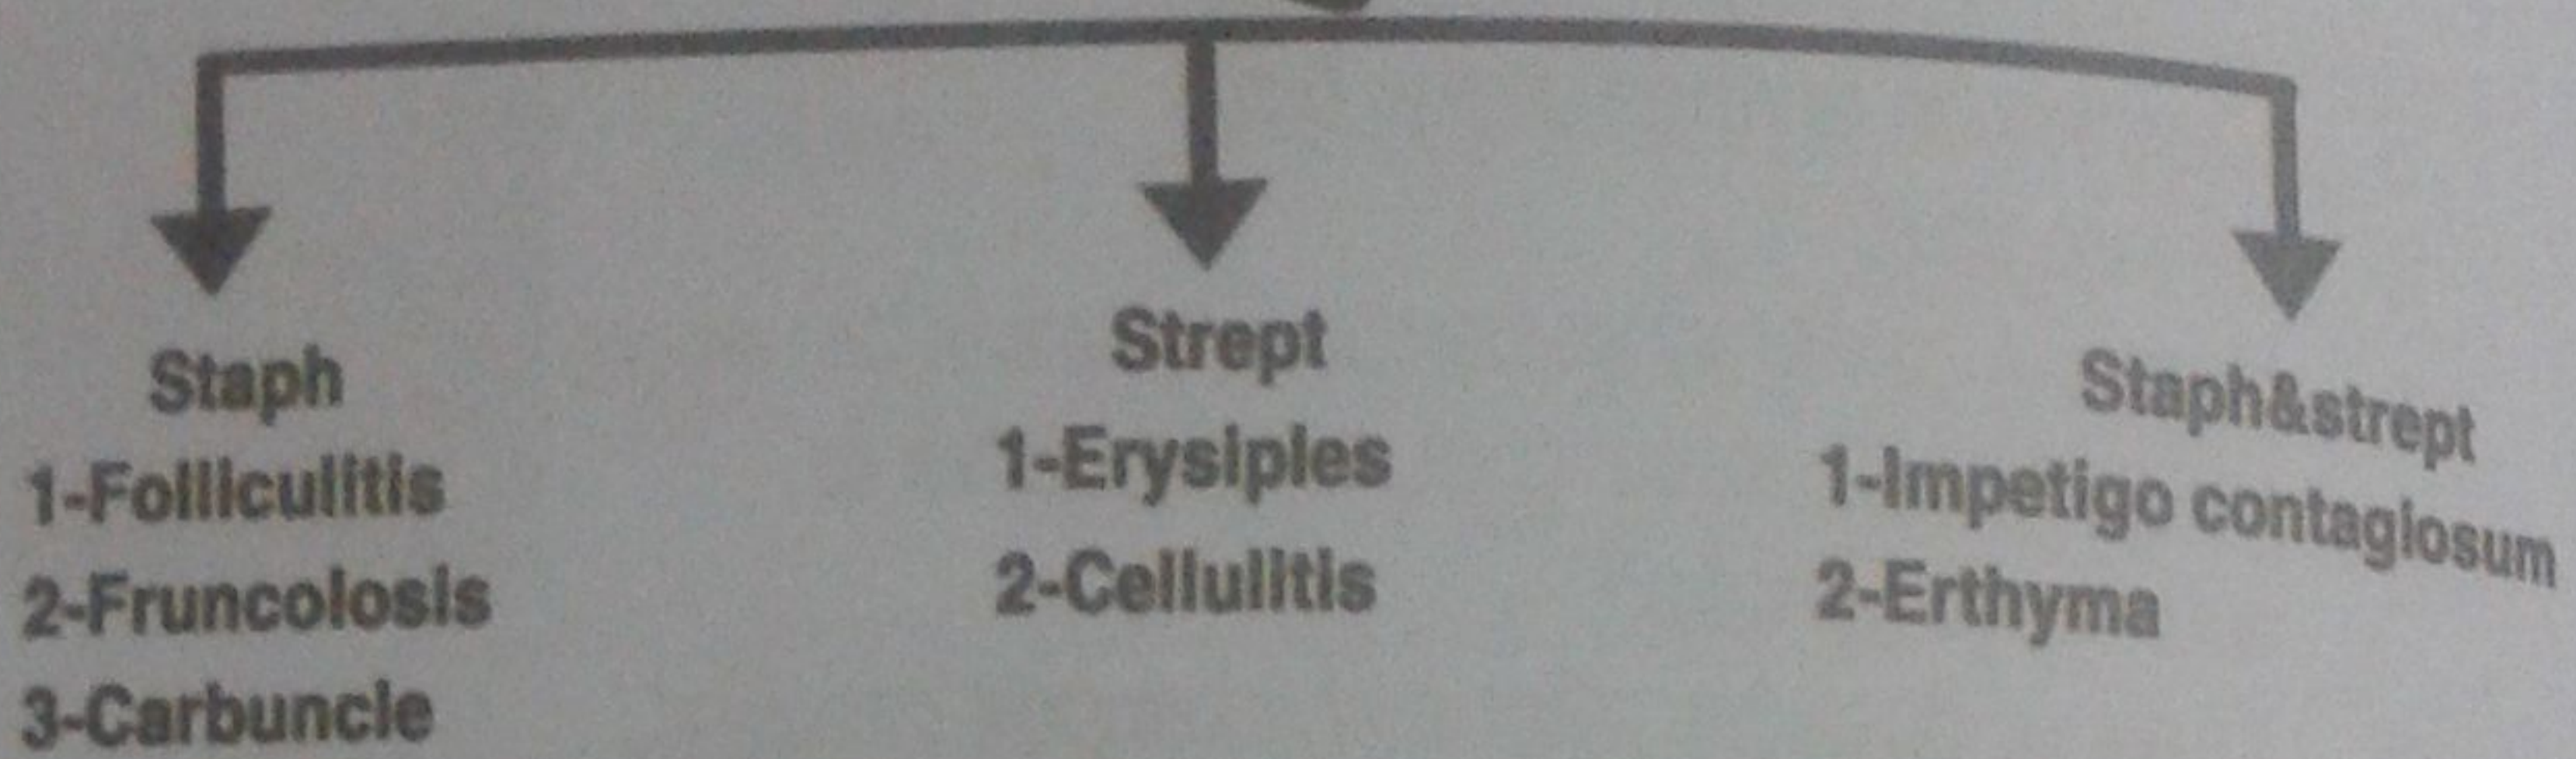 Staph
1-Folliculitis
2-Fruncolosis
3-Carbuncle
Strept
1-Erysiples
2-Cellulitis
Staph&strept
1-Impetigo contagiosum
2-Erthyma